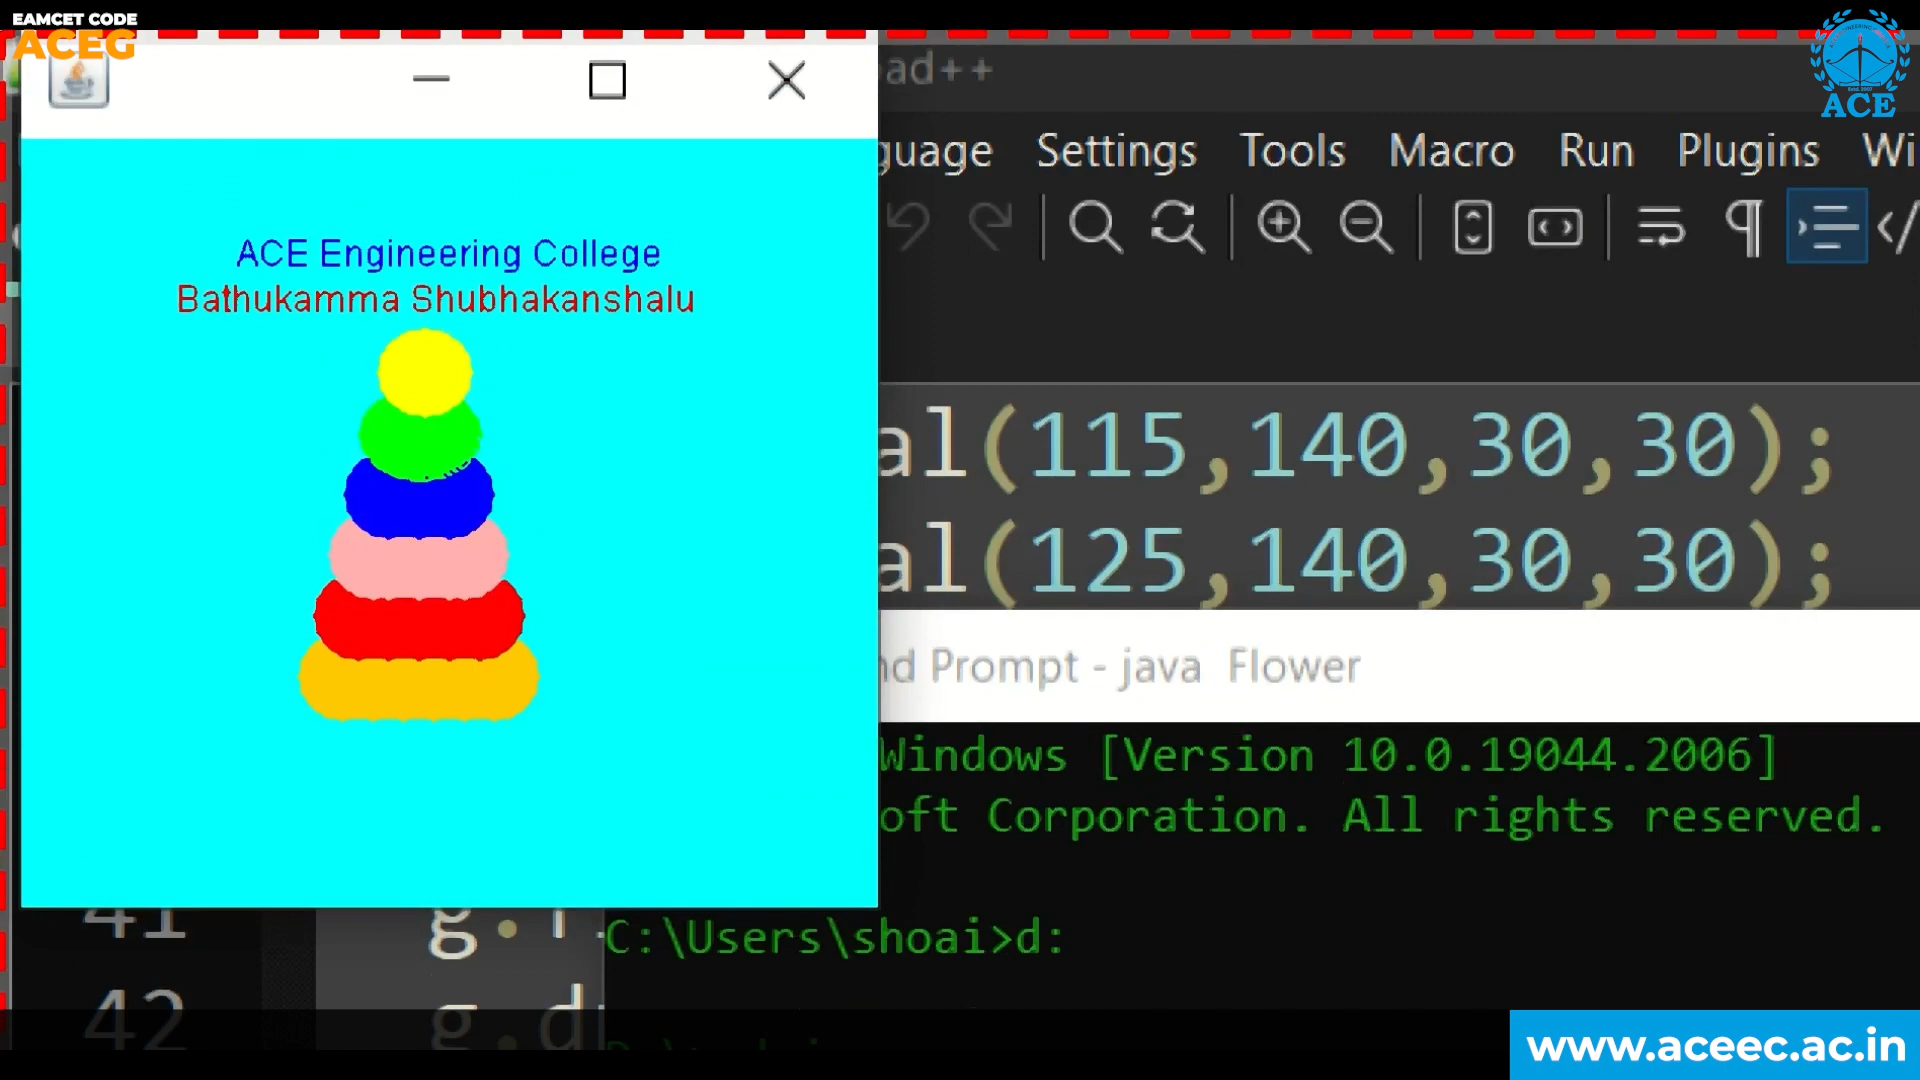 EAMCET CODE
ACEG
ACE
ad++
guage Settings Tools Macro Run Plugins Wi
ACE Engineering College
Bathukamma Shubhakanshalu
al(115,140,30,30);
al(125,140,30,30);
nd Prompt - java Flower
Windows [Version 10.0.19044.2006]
oft Corporation. All rights reserved.
41 g.f
C:\Users\shoai>d:
42 g.d
www.aceec.ac.in